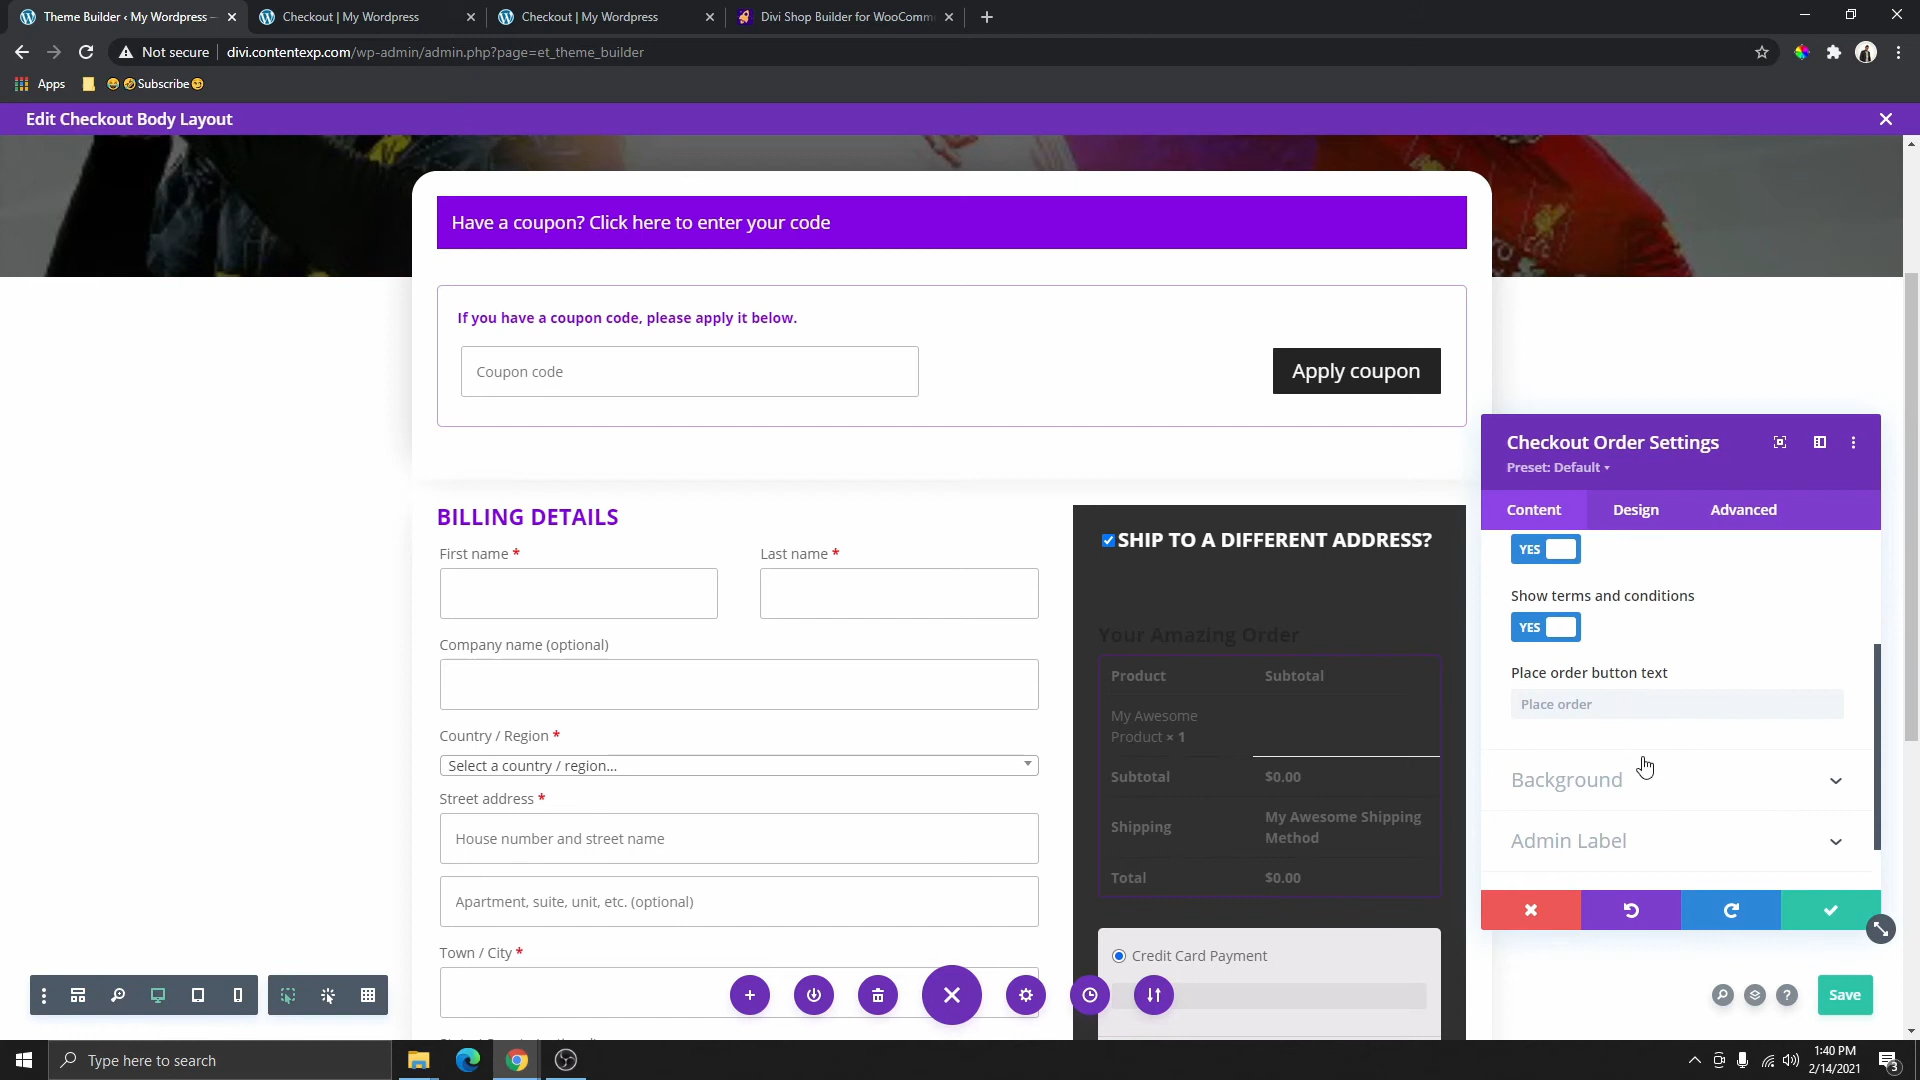 Theme Builder ‹ My Wordpress —
Checkout | My Wordpress
Checkout | My Wordpress
Divi Shop Builder for WooComm
Not secure
divi.contentexp.com/wp-admin/admin.php?page=et_theme_builder
Apps
😄 🤣Subscribe😏
Edit Checkout Body Layout
Have a coupon? Click here to enter your code
If you have a coupon code, please apply it below.
Coupon code
Apply coupon
BILLING DETAILS
First name *
Last name *
Company name (optional)
Country / Region *
Select a country / region...
Street address *
House number and street name
Apartment, suite, unit, etc. (optional)
Town / City *
SHIP TO A DIFFERENT ADDRESS?
Your Amazing Order
Product
Subtotal
My Awesome
Product × 1
Subtotal
$0.00
Shipping
My Awesome Shipping
Method
Total
$0.00
Credit Card Payment
Checkout Order Settings
Preset: Default
Content
Design
Advanced
YES
Show terms and conditions
YES
Place order button text
Place order
Background
Admin Label
Save
Type here to search
1:40 PM
2/14/2021
3